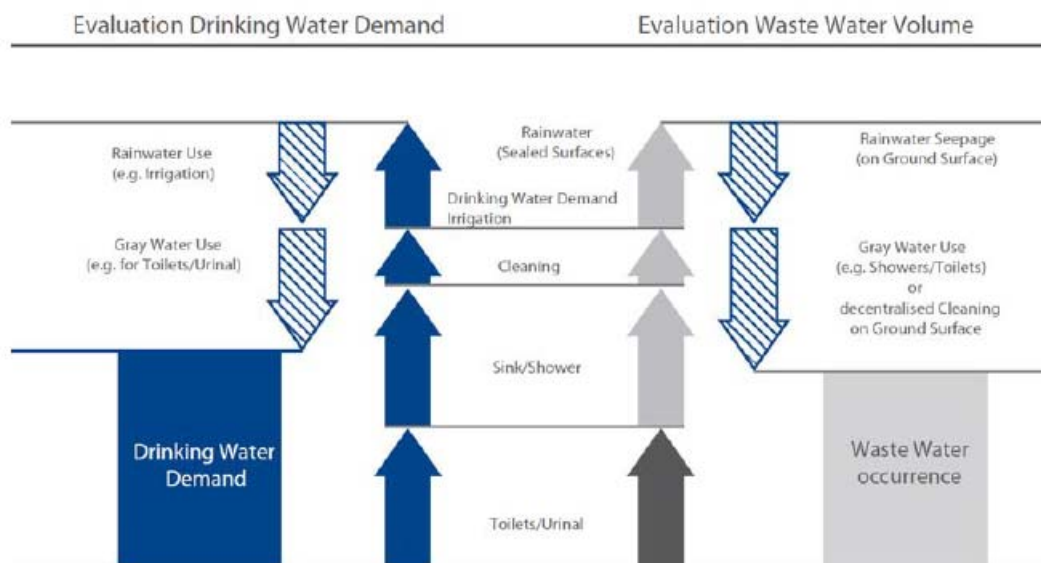 Evaluation Drinking Water Demand
Evaluation Waste Water Volume
Rainwater Use
(e.g. Irrigation)
Rainwater
(Sealed Surfaces)
Rainwater Seepage
(on Ground Surface)
Drinking Water Demand
Irrigation
Gray Water Use
(e.g. for Toilets/Urinal)
Cleaning
Gray Water Use
(e.g. Showers/Toilets)
or
decentralised Cleaning
on Ground Surface
Sink/Shower
Drinking Water
Demand
Waste Water
occurrence
Toilets/Urinal